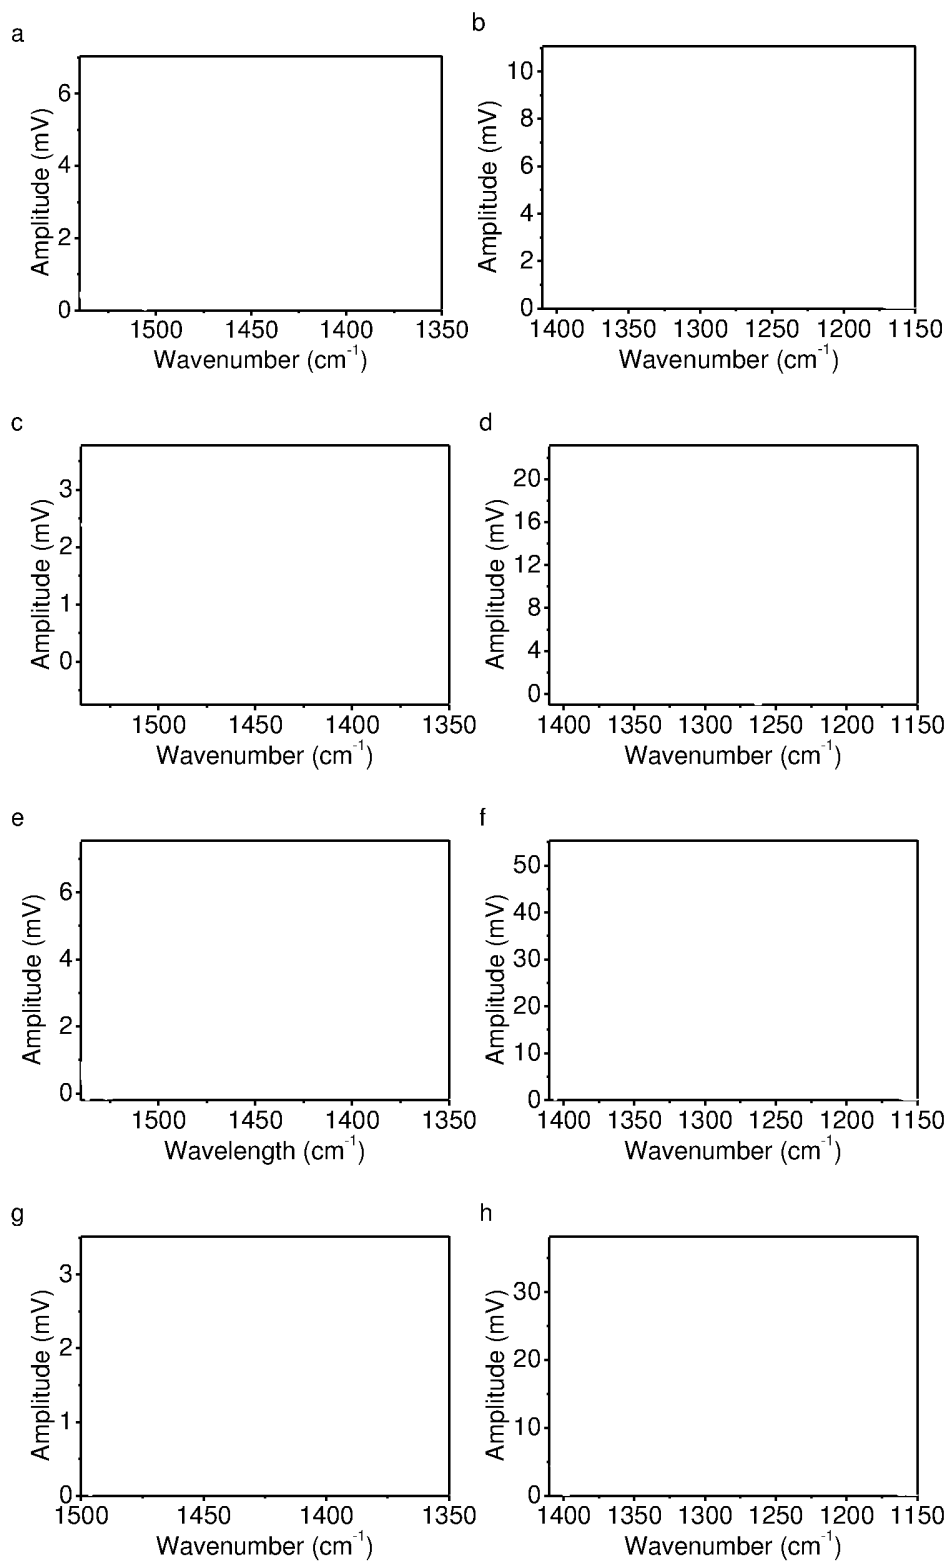 a
b
6
4
2
0
Amplitude (mV)
1500 1450 1400 1350
Wavenumber (cm⁻¹)
10
8
6
4
2
0
Amplitude (mV)
1400 1350 1300 1250 1200 1150
Wavenumber (cm⁻¹)
c
d
3
2
1
0
Amplitude (mV)
1500 1450 1400 1350
Wavenumber (cm⁻¹)
20
16
12
8
4
0
Amplitude (mV)
1400 1350 1300 1250 1200 1150
Wavenumber (cm⁻¹)
e
f
6
4
2
0
Amplitude (mV)
1500 1450 1400 1350
Wavelength (cm⁻¹)
50
40
30
20
10
0
Amplitude (mV)
1400 1350 1300 1250 1200 1150
Wavenumber (cm⁻¹)
g
h
3
2
1
0
Amplitude (mV)
1500 1450 1400 1350
Wavenumber (cm⁻¹)
30
20
10
0
Amplitude (mV)
1400 1350 1300 1250 1200 1150
Wavenumber (cm⁻¹)